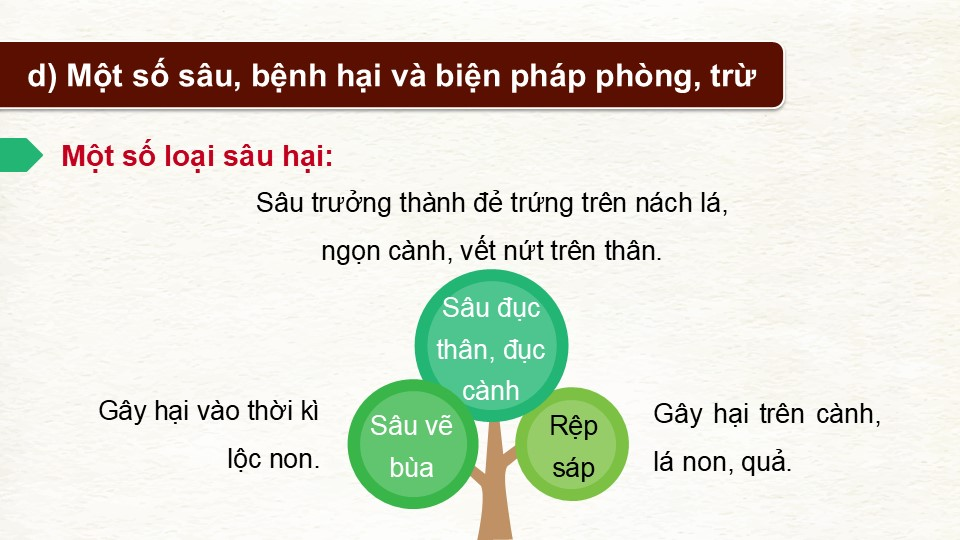 d) Một số sâu, bệnh hại và biện pháp phòng, trừ
Một số loại sâu hại:
Sâu trưởng thành đẻ trứng trên nách lá,
ngọn cành, vết nứt trên thân.
Sâu đục
thân, đục
cành
Gây hại vào thời kì
lộc non.
Sâu vẽ
bùa
Rệp
sáp
Gây hại trên cành,
lá non, quả.